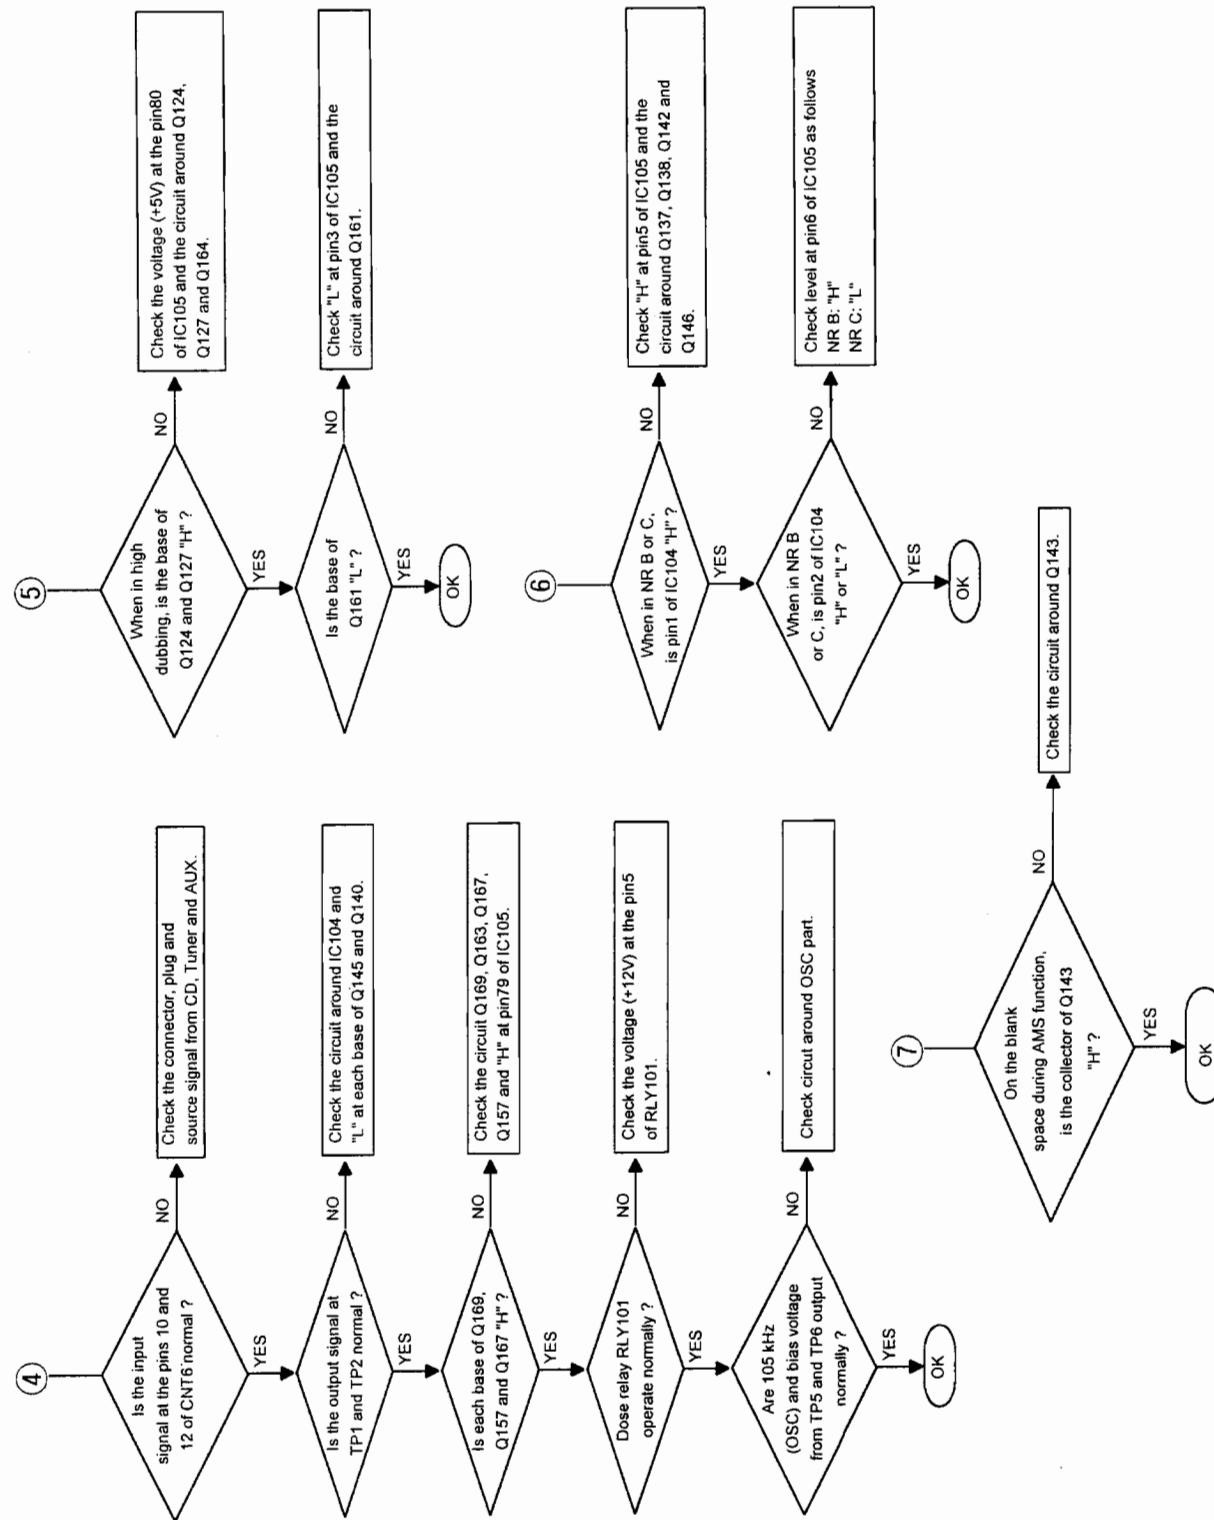 4
Is the input
signal at the pins 10 and
12 of CNT6 normal ?
NO
Check the connector, plug and
source signal from CD, Tuner and AUX.
YES
Is the output signal at
TP1 and TP2 normal ?
NO
Check the circuit around IC104 and
"L" at each base of Q145 and Q140.
YES
Is each base of Q169,
Q157 and Q167 "H" ?
NO
Check the circuit Q169, Q163, Q167,
Q157 and "H" at pin79 of IC105.
YES
Dose relay RLY101
operate normally ?
NO
Check the voltage (+12V) at the pin5
of RLY101.
YES
Are 105 kHz
(OSC) and bias voltage
from TP5 and TP6 output
normally ?
NO
Check circut around OSC part.
YES
OK
5
When in high
dubbing, is the base of
Q124 and Q127 "H" ?
NO
Check the voltage (+5V) at the pin80
of IC105 and the circuit around Q124,
Q127 and Q164.
YES
Is the base of
Q161 "L" ?
NO
Check "L" at pin3 of IC105 and the
circuit around Q161.
YES
OK
6
When in NR B or C,
is pin1 of IC104 "H" ?
NO
Check "H" at pin5 of IC105 and the
circuit around Q137, Q138, Q142 and
Q146.
YES
When in NR B
or C, is pin2 of IC104
"H" or "L" ?
NO
Check level at pin6 of IC105 as follows
NR B: "H"
NR C: "L"
YES
OK
7
On the blank
space during AMS function,
is the collector of Q143
"H" ?
NO
Check the circuit around Q143.
YES
OK